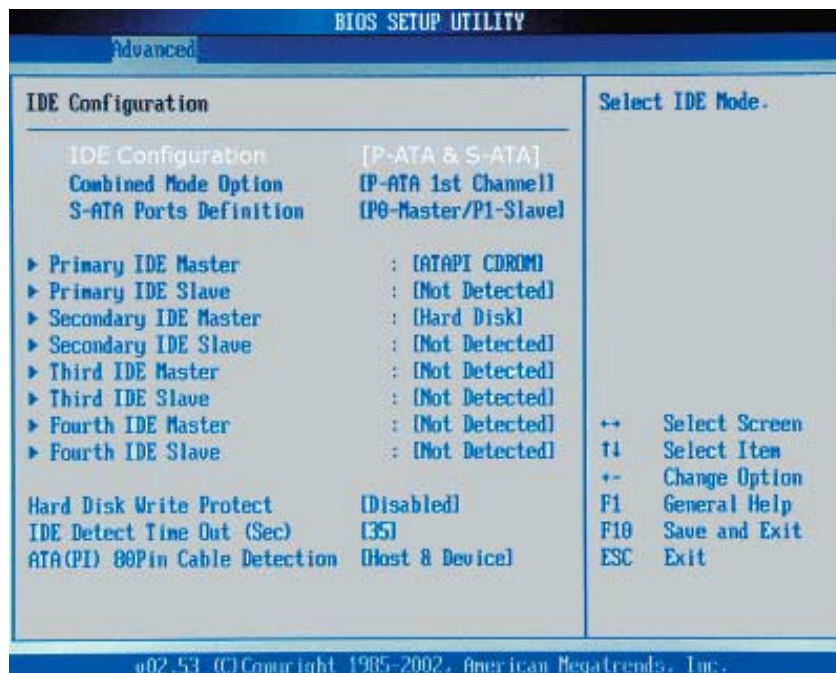 BIOS SETUP UTILITY
Advanced
IDE Configuration
IDE Configuration [P-ATA & S-ATA]
Combined Mode Option [P-ATA 1st Channel]
S-ATA Ports Definition [P0-Master/P1-Slave]
▶ Primary IDE Master : [ATAPI CDROM]
▶ Primary IDE Slave : [Not Detected]
▶ Secondary IDE Master : [Hard Disk]
▶ Secondary IDE Slave : [Not Detected]
▶ Third IDE Master : [Not Detected]
▶ Third IDE Slave : [Not Detected]
▶ Fourth IDE Master : [Not Detected]
▶ Fourth IDE Slave : [Not Detected]
Hard Disk Write Protect [Disabled]
IDE Detect Time Out (Sec) [35]
ATA(PI) 80Pin Cable Detection [Host & Device]
Select IDE Mode.
←→ Select Screen
↑↓ Select Item
+- Change Option
F1 General Help
F10 Save and Exit
ESC Exit
v02.53 (C)Copyright 1985-2002, American Megatrends, Inc.